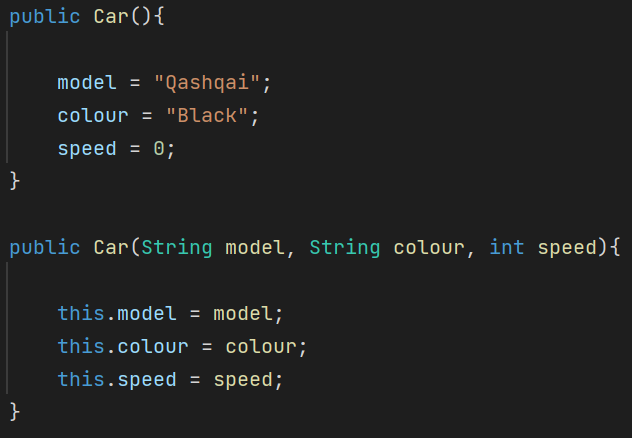 public Car(){
model = "Qashqai";
colour = "Black";
speed = 0;
}
public Car(String model, String colour, int speed){
this.model = model;
this.colour = colour;
this.speed = speed;
}